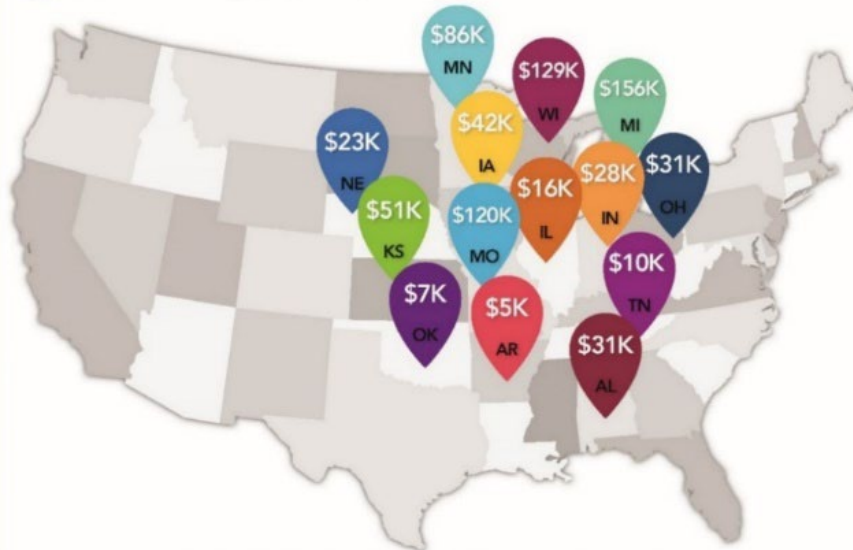 $86K
MN
$129K
WI
$156K
MI
$42K
IA
$23K
NE
$31K
OH
$28K
IN
$16K
IL
$51K
KS
$120K
MO
$10K
TN
$7K
OK
$5K
AR
$31K
AL